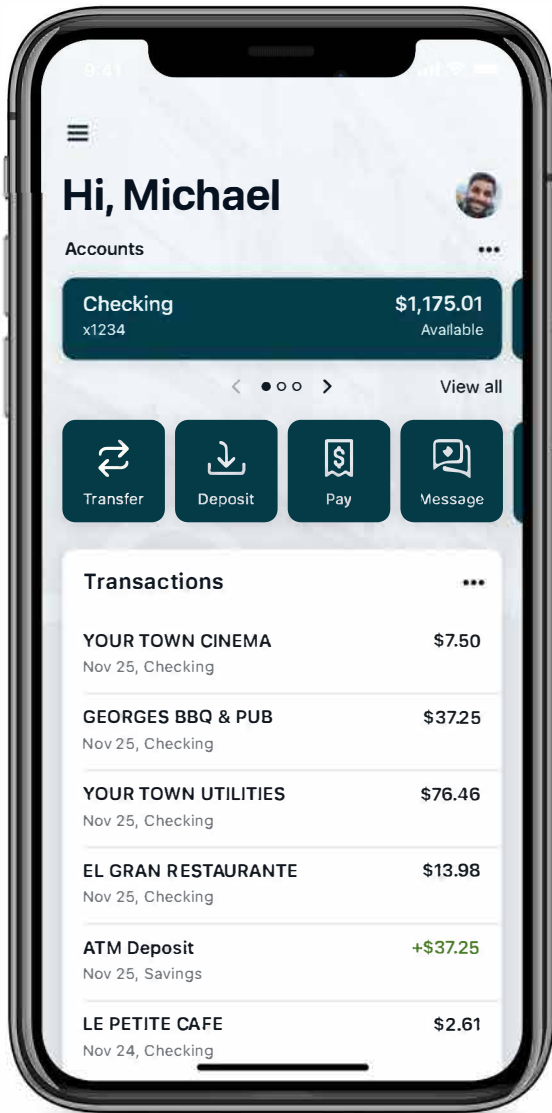 9:41
Hi, Michael
Accounts
Checking $1,175.01
x1234 Available
View all
Transfer Deposit Pay Message
Transactions
YOUR TOWN CINEMA $7.50
Nov 25, Checking
GEORGES BBQ & PUB $37.25
Nov 25, Checking
YOUR TOWN UTILITIES $76.46
Nov 25, Checking
EL GRAN RESTAURANTE $13.98
Nov 25, Checking
ATM Deposit +$37.25
Nov 25, Savings
LE PETITE CAFE $2.61
Nov 24, Checking